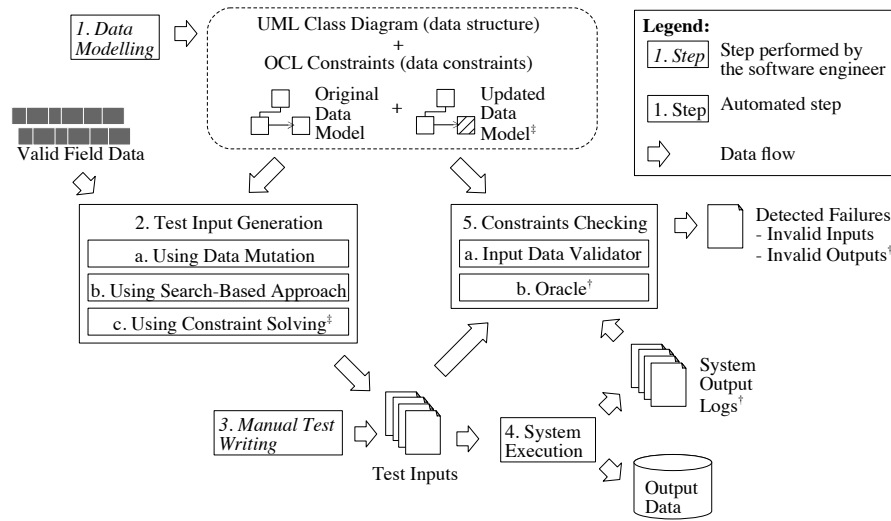 1. Data
Modelling
UML Class Diagram (data structure)
+
OCL Constraints (data constraints)
Original
Data
Model
+
Updated
Data
Model‡
Legend:
1. Step
Step performed by
the software engineer
1. Step
Automated step
Data flow
Valid Field Data
2. Test Input Generation
a. Using Data Mutation
b. Using Search-Based Approach
c. Using Constraint Solving‡
5. Constraints Checking
a. Input Data Validator
b. Oracle†
Detected Failures
- Invalid Inputs
- Invalid Outputs†
System
Output
Logs†
3. Manual Test
Writing
Test Inputs
4. System
Execution
Output
Data